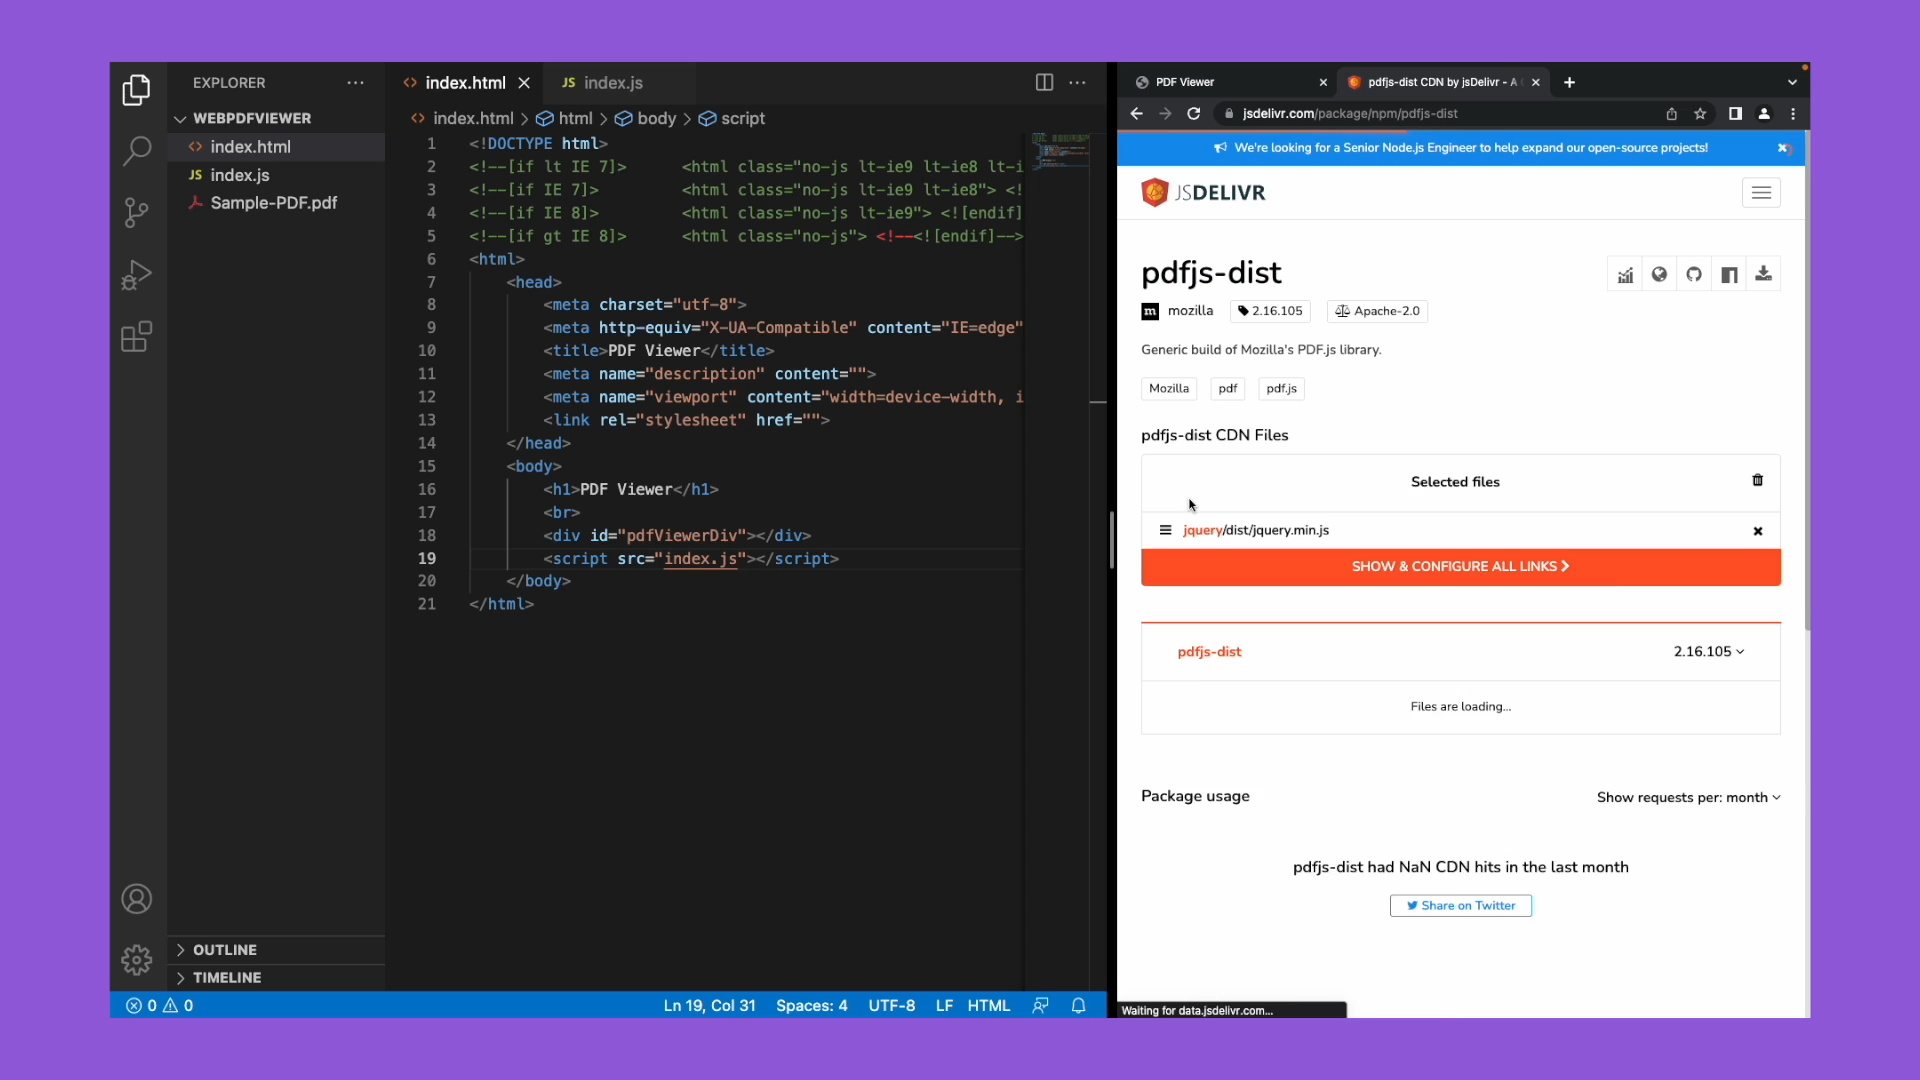 EXPLORER
WEBPDFVIEWER
<> index.html
JS index.js
Sample-PDF.pdf
OUTLINE
TIMELINE
<> index.html
JS index.js
<> index.html > html > body > script
1 <!DOCTYPE html>
2 <!--[if lt IE 7]> <html class="no-js lt-ie9 lt-ie8 lt-i
3 <!--[if IE 7]> <html class="no-js lt-ie9 lt-ie8"> <!
4 <!--[if IE 8]> <html class="no-js lt-ie9"> <![endif]
5 <!--[if gt IE 8]> <html class="no-js"> <!--<![endif]-->
6 <html>
7 <head>
8 <meta charset="utf-8">
9 <meta http-equiv="X-UA-Compatible" content="IE=edge"
10 <title>PDF Viewer</title>
11 <meta name="description" content="">
12 <meta name="viewport" content="width=device-width, i
13 <link rel="stylesheet" href="">
14 </head>
15 <body>
16 <h1>PDF Viewer</h1>
17 <br>
18 <div id="pdfViewerDiv"></div>
19 <script src="index.js"></script>
20 </body>
21 </html>
0 0
Ln 19, Col 31 Spaces: 4 UTF-8 LF HTML
PDF Viewer
pdfjs-dist CDN by jsDelivr - A
jsdelivr.com/package/npm/pdfjs-dist
We're looking for a Senior Node.js Engineer to help expand our open-source projects!
JSDELIVR
pdfjs-dist
m mozilla 2.16.105 Apache-2.0
Generic build of Mozilla's PDF.js library.
Mozilla pdf pdf.js
pdfjs-dist CDN Files
Selected files
jquery/dist/jquery.min.js
SHOW & CONFIGURE ALL LINKS
pdfjs-dist 2.16.105
Files are loading...
Package usage Show requests per: month
pdfjs-dist had NaN CDN hits in the last month
Share on Twitter
Waiting for data.jsdelivr.com...